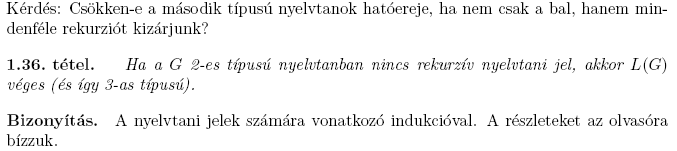 Kérdés: Csökken-e a második típusú nyelvtanok hatóereje, ha nem csak a bal, hanem min-
denféle rekurziót kizárjunk?
1.36. tétel. Ha a G 2-es típusú nyelvtanban nincs rekurzív nyelvtani jel, akkor L(G)
véges (és így 3-as típusú).
Bizonyítás. A nyelvtani jelek számára vonatkozó indukcióval. A részleteket az olvasóra
bízzuk.